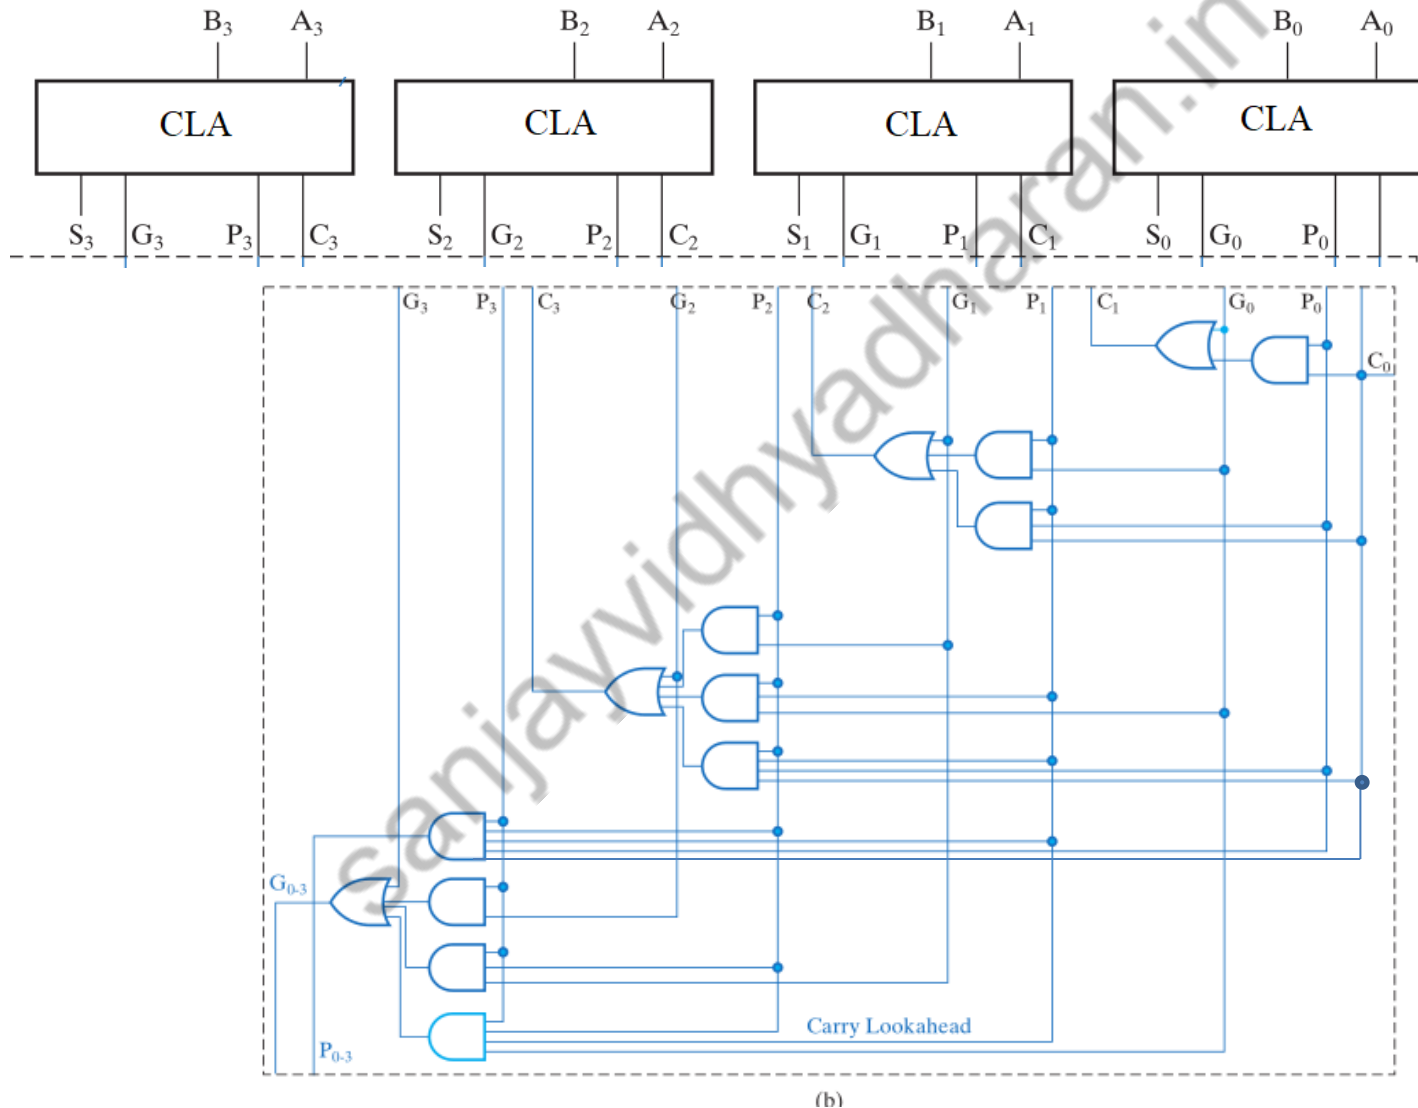 B3 A3 B2 A2 B1 A1 B0 A0
CLA CLA CLA CLA
S3 G3 P3 C3 S2 G2 P2 C2 S1 G1 P1 C1 S0 G0 P0
G3 P3 C3 G2 P2 C2 G1 P1 C1 G0 P0
C0
G0-3
Carry Lookahead
P0-3
(b)
sanjayvidhyadharan.in